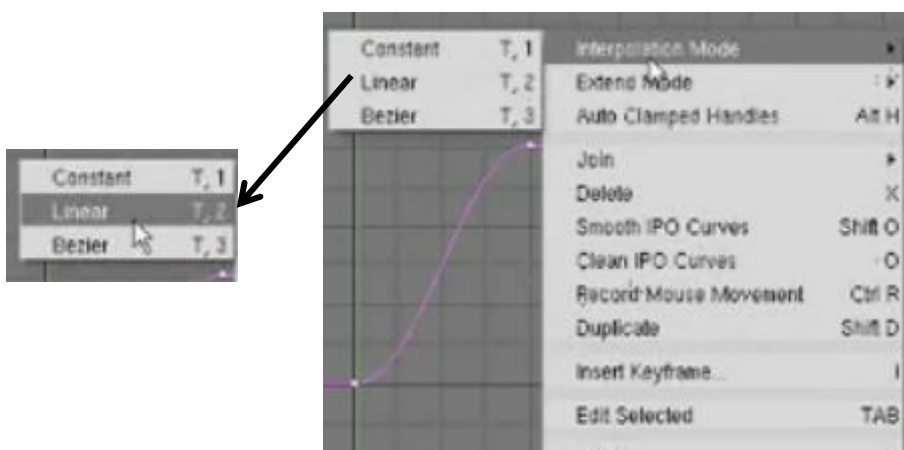 Constant T, 1
Linear T, 2
Bezier T, 3
Interpolation Mode
Extend Mode
Auto Clamped Handles Alt H
Join
Delete X
Smooth IPO Curves Shift O
Clean IPO Curves O
Record Mouse Movement Ctrl R
Duplicate Shift D
Insert Keyframe... I
Edit Selected TAB
Constant T, 1
Linear T, 2
Bezier T, 3